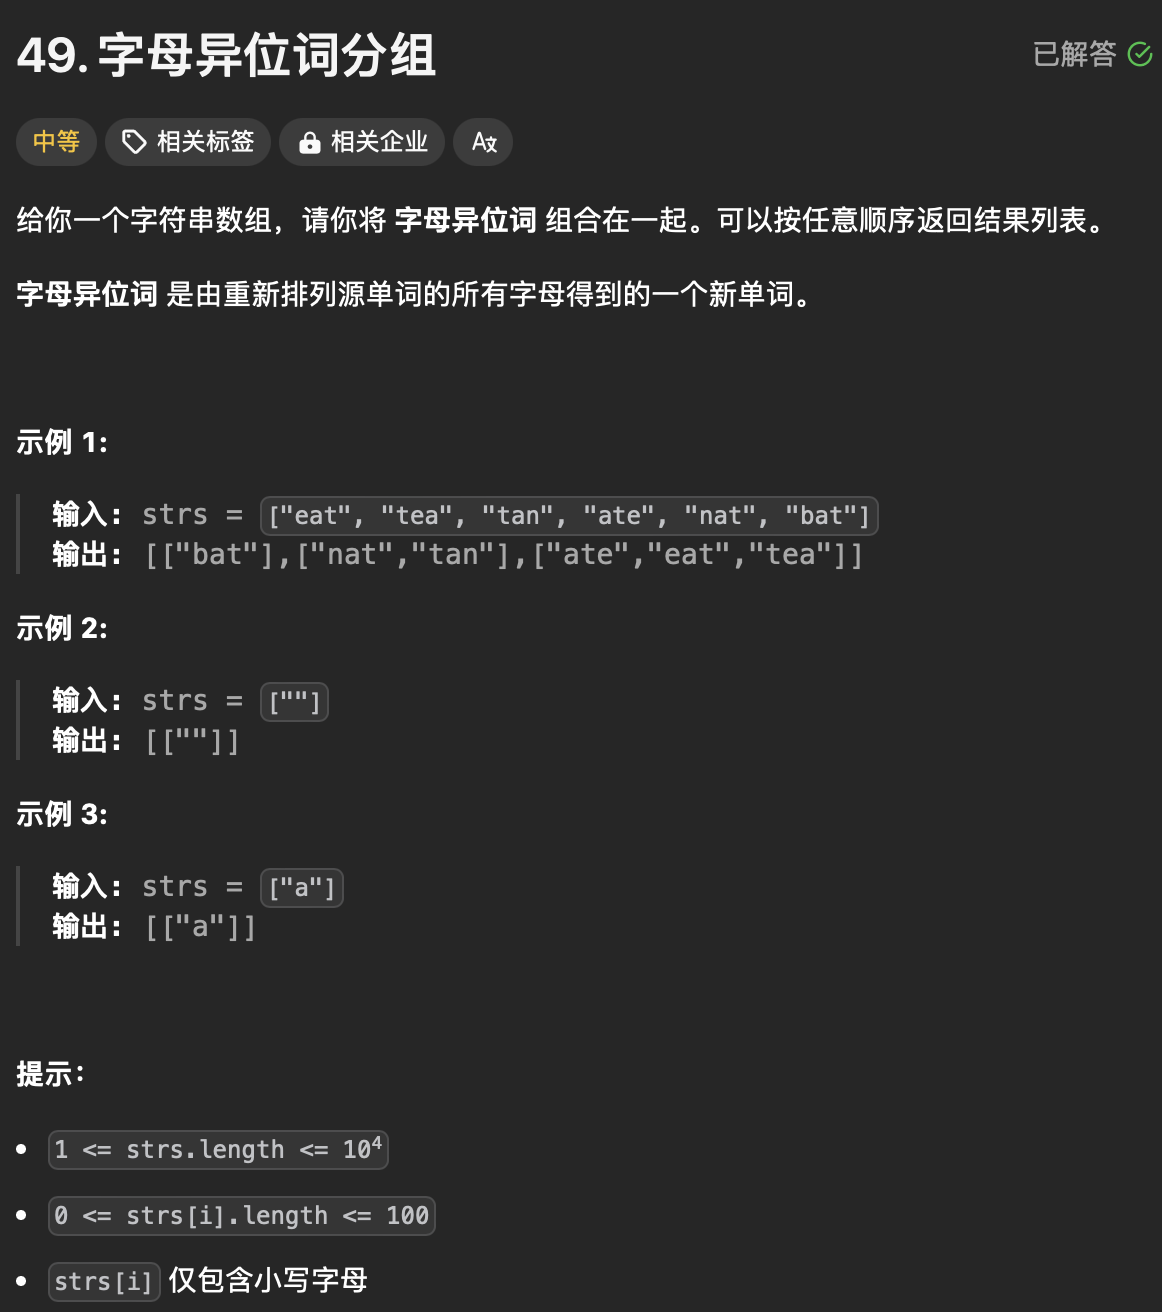 49. 字母异位词分组
已解答
中等
相关标签
相关企业
给你一个字符串数组，请你将 字母异位词 组合在一起。可以按任意顺序返回结果列表。
字母异位词 是由重新排列源单词的所有字母得到的一个新单词。
示例 1:
输入: strs = ["eat", "tea", "tan", "ate", "nat", "bat"]
输出: [["bat"],["nat","tan"],["ate","eat","tea"]]
示例 2:
输入: strs = [""]
输出: [[""]]
示例 3:
输入: strs = ["a"]
输出: [["a"]]
提示：
1 <= strs.length <= 10⁴
0 <= strs[i].length <= 100
strs[i] 仅包含小写字母